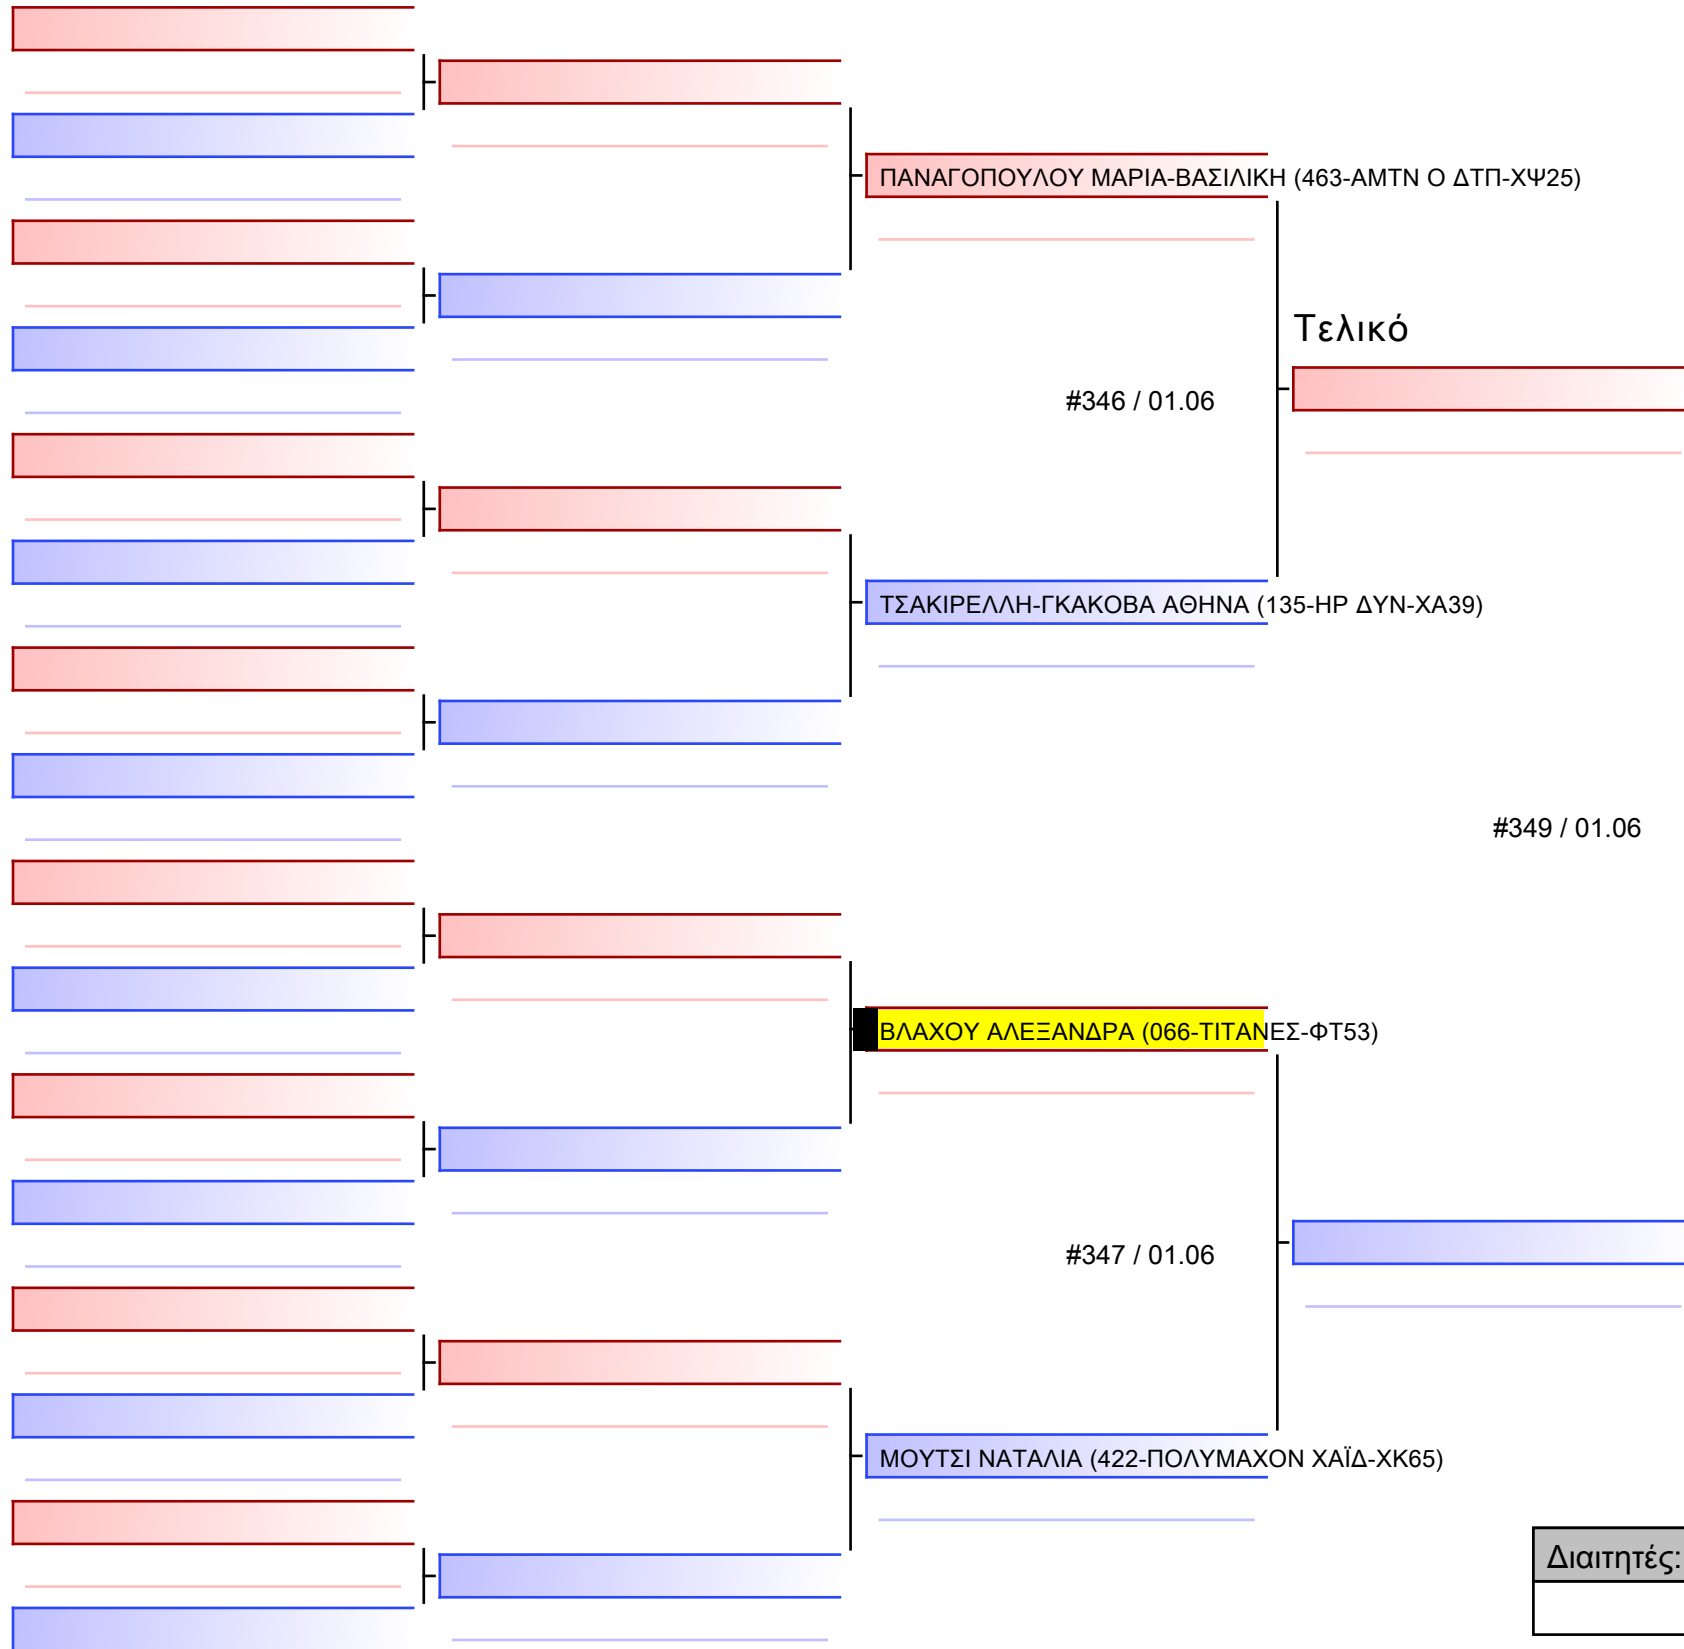 ΠΑΝΑΓΟΠΟΥΛΟΥ ΜΑΡΙΑ-ΒΑΣΙΛΙΚΗ (463-ΑΜΤΝ Ο ΔΤΠ-ΧΨ25)
Τελικό
#346 / 01.06
ΤΣΑΚΙΡΕΛΛΗ-ΓΚΑΚΟΒΑ ΑΘΗΝΑ (135-ΗΡ ΔΥΝ-ΧΑ39)
#349 / 01.06
ΒΛΑΧΟΥ ΑΛΕΞΑΝΔΡΑ (066-ΤΙΤΑΝΕΣ-ΦΤ53)
#347 / 01.06
ΜΟΥΤΣΙ ΝΑΤΑΛΙΑ (422-ΠΟΛΥΜΑΧΟΝ ΧΑΪΔ-ΧΚ65)
Διαιτητές: